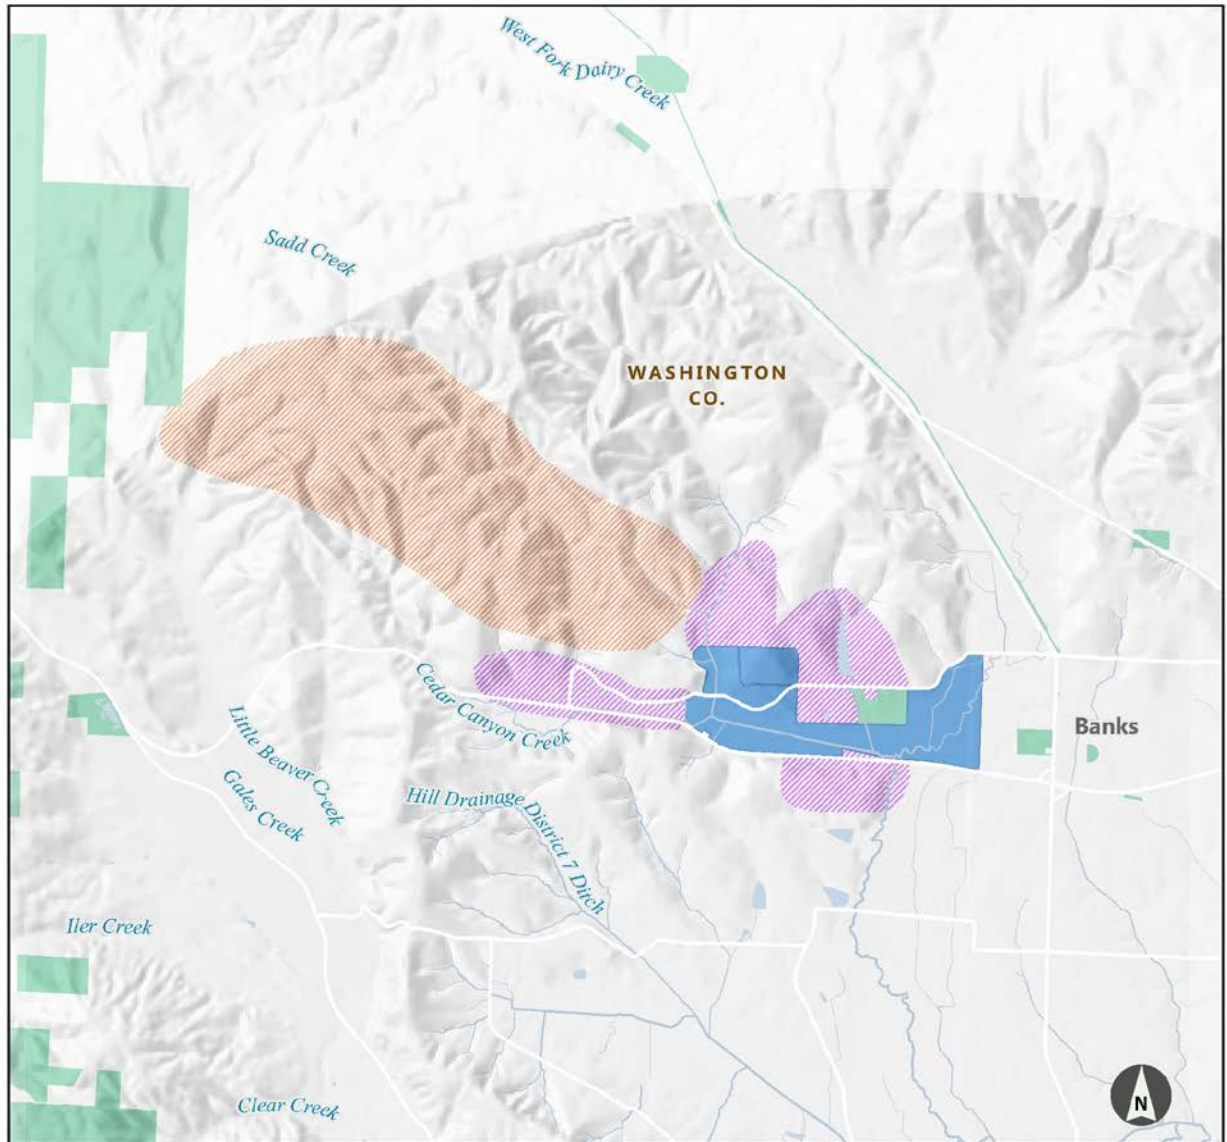 West Fork Dairy Creek
Sadd Creek
WASHINGTON
CO.
Cedar Canyon Creek
Banks
Little Beaver Creek
Gales Creek
Hill Drainage District 7 Ditch
Iler Creek
Clear Creek
N